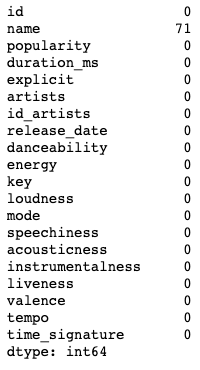 id 0
name 71
popularity 0
duration_ms 0
explicit 0
artists 0
id_artists 0
release_date 0
danceability 0
energy 0
key 0
loudness 0
mode 0
speechiness 0
acousticness 0
instrumentalness 0
liveness 0
valence 0
tempo 0
time_signature 0
dtype: int64